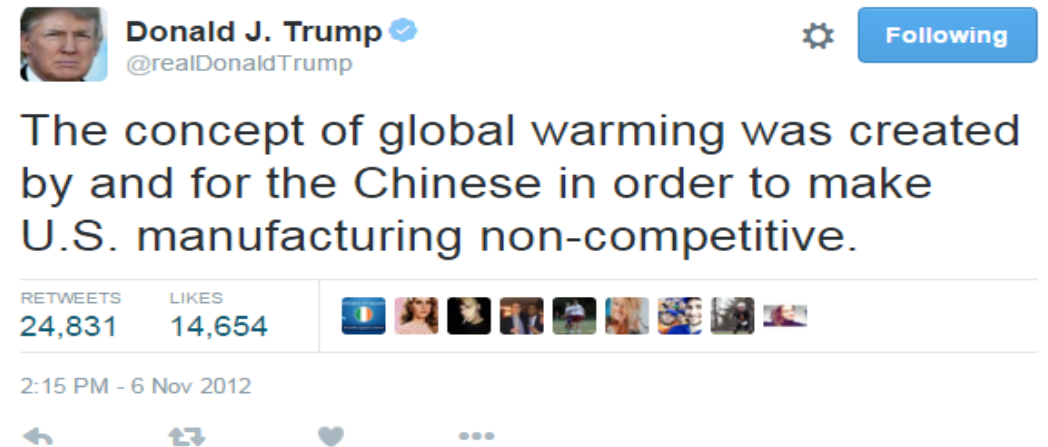 Donald J. Trump
@realDonaldTrump
Following
The concept of global warming was created
by and for the Chinese in order to make
U.S. manufacturing non-competitive.
RETWEETS LIKES
24,831 14,654
2:15 PM - 6 Nov 2012